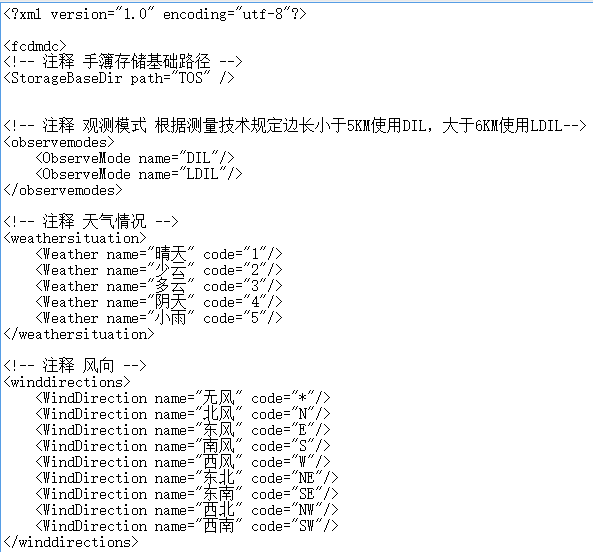 <?xml version="1.0" encoding="utf-8"?>
<fcdmdc>
<!-- 注释 手簿存储基础路径 -->
<StorageBaseDir path="TOS" />
<!-- 注释 观测模式 根据测量技术规定边长小于5KM使用DIL，大于6KM使用LDIL-->
<observemodes>
<ObserveMode name="DIL"/>
<ObserveMode name="LDIL"/>
</observemodes>
<!-- 注释 天气情况 -->
<weathersituation>
<Weather name="晴天" code="1"/>
<Weather name="少云" code="2"/>
<Weather name="多云" code="3"/>
<Weather name="阴天" code="4"/>
<Weather name="小雨" code="5"/>
</weathersituation>
<!-- 注释 风向 -->
<winddirections>
<WindDirection name="无风" code="*"/>
<WindDirection name="北风" code="N"/>
<WindDirection name="东风" code="E"/>
<WindDirection name="南风" code="S"/>
<WindDirection name="西风" code="W"/>
<WindDirection name="东北" code="NE"/>
<WindDirection name="东南" code="SE"/>
<WindDirection name="西北" code="NW"/>
<WindDirection name="西南" code="SW"/>
</winddirections>